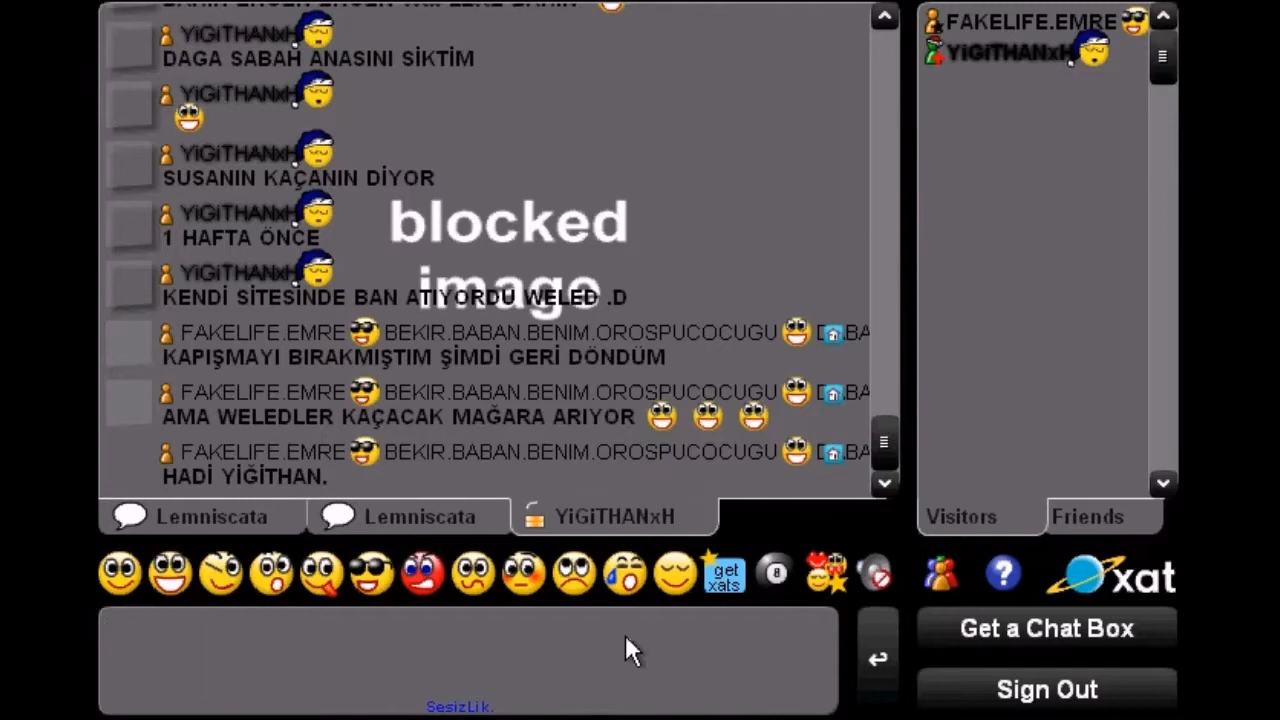 YiGiTHANxH
DAGA SABAH ANASINI SİKTİM
YiGiTHANxH
YiGiTHANxH
SUSANIN KAÇANIN DİYOR
YiGiTHANxH
1 HAFTA ÖNCE
YiGiTHANxH
KENDİ SİTESİNDE BAN ATIYORDU WELED .D
blocked
image
FAKELIFE.EMRE BEKIR.BABAN.BENIM.OROSPUCOCUGU
KAPIŞMAYI BIRAKMIŞTIM ŞİMDİ GERİ DÖNDÜM
FAKELIFE.EMRE BEKIR.BABAN.BENIM.OROSPUCOCUGU
AMA WELEDLER KAÇACAK MAĞARA ARIYOR
FAKELIFE.EMRE BEKIR.BABAN.BENIM.OROSPUCOCUGU
HADİ YİĞİTHAN.
FAKELIFE.EMRE
YiGiTHANxH
Lemniscata Lemniscata YiGiTHANxH
Visitors Friends
get
xats
8
?
xat
SesizLik.
Get a Chat Box
Sign Out